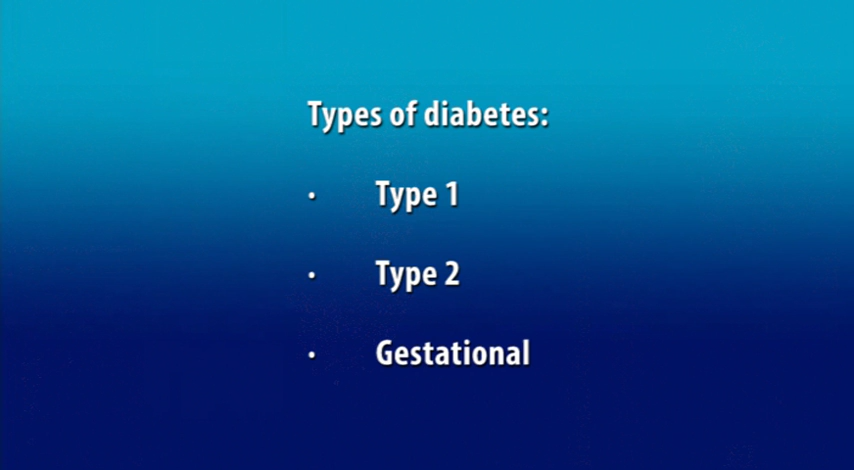 Types of diabetes:
· Type 1
· Type 2
· Gestational